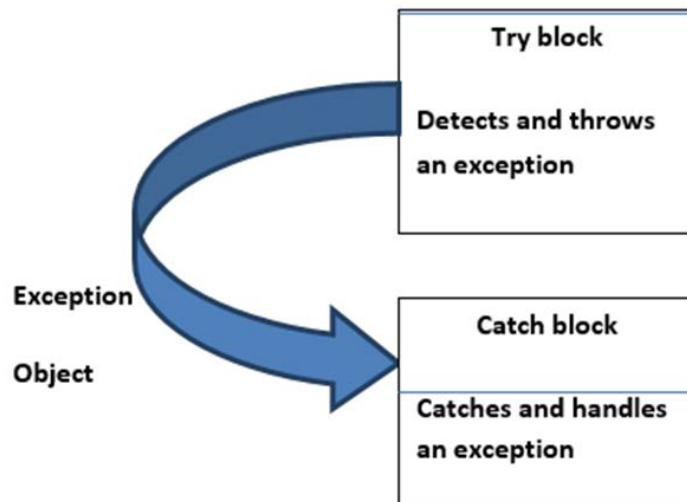 Try block
Detects and throws
an exception
Exception
Object
Catch block
Catches and handles
an exception